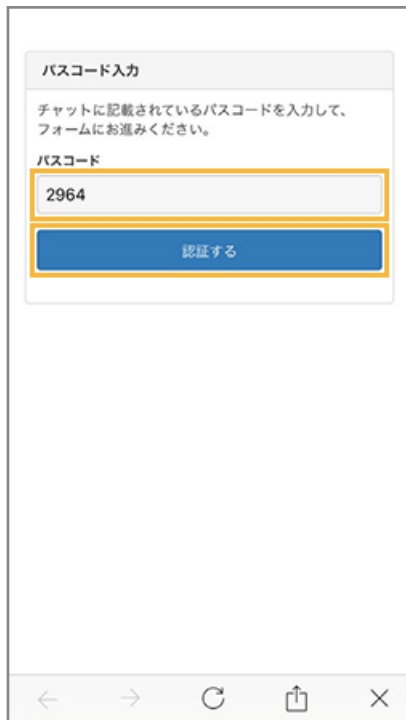 パスコード入力
チャットに記載されているパスコードを入力して、
フォームにお進みください。
パスコード
2964
認証する